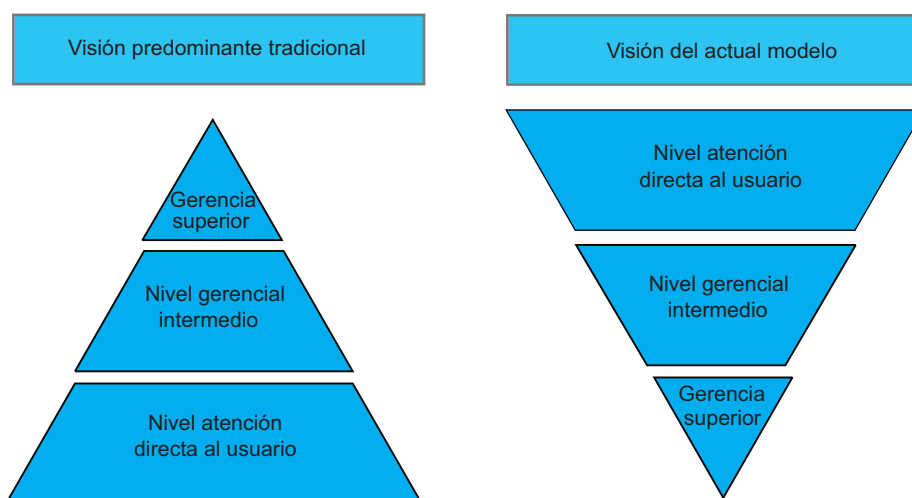 Visión predominante tradicional
Gerencia
superior
Nivel gerencial
intermedio
Nivel atención
directa al usuario
Visión del actual modelo
Nivel atención
directa al usuario
Nivel gerencial
intermedio
Gerencia
superior